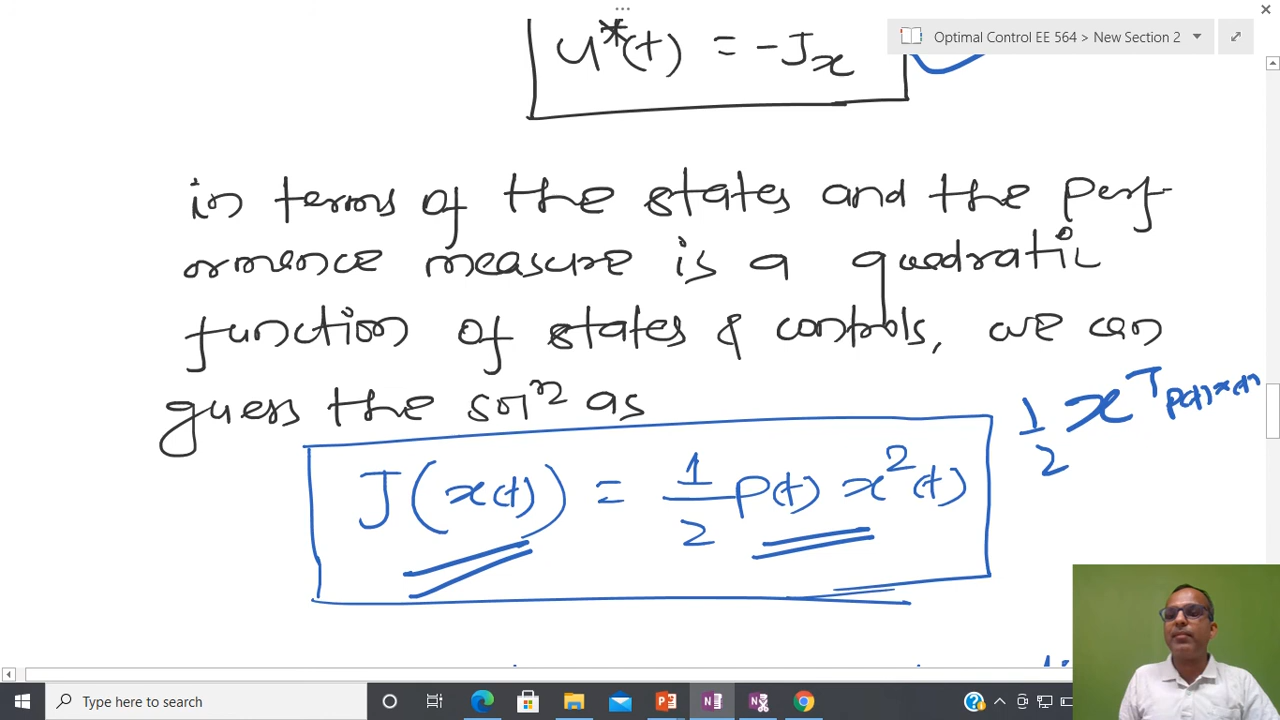 Optimal Control EE 564 > New Section 2
u*(t) = -Jx
in terms of the states and the perf-
ormence measure is a quadratic
function of states & controls, we can
guess the solⁿ as
1/2 xᵀ P(t) x(t)
J(x(t)) = 1/2 P(t) x²(t)
Type here to search